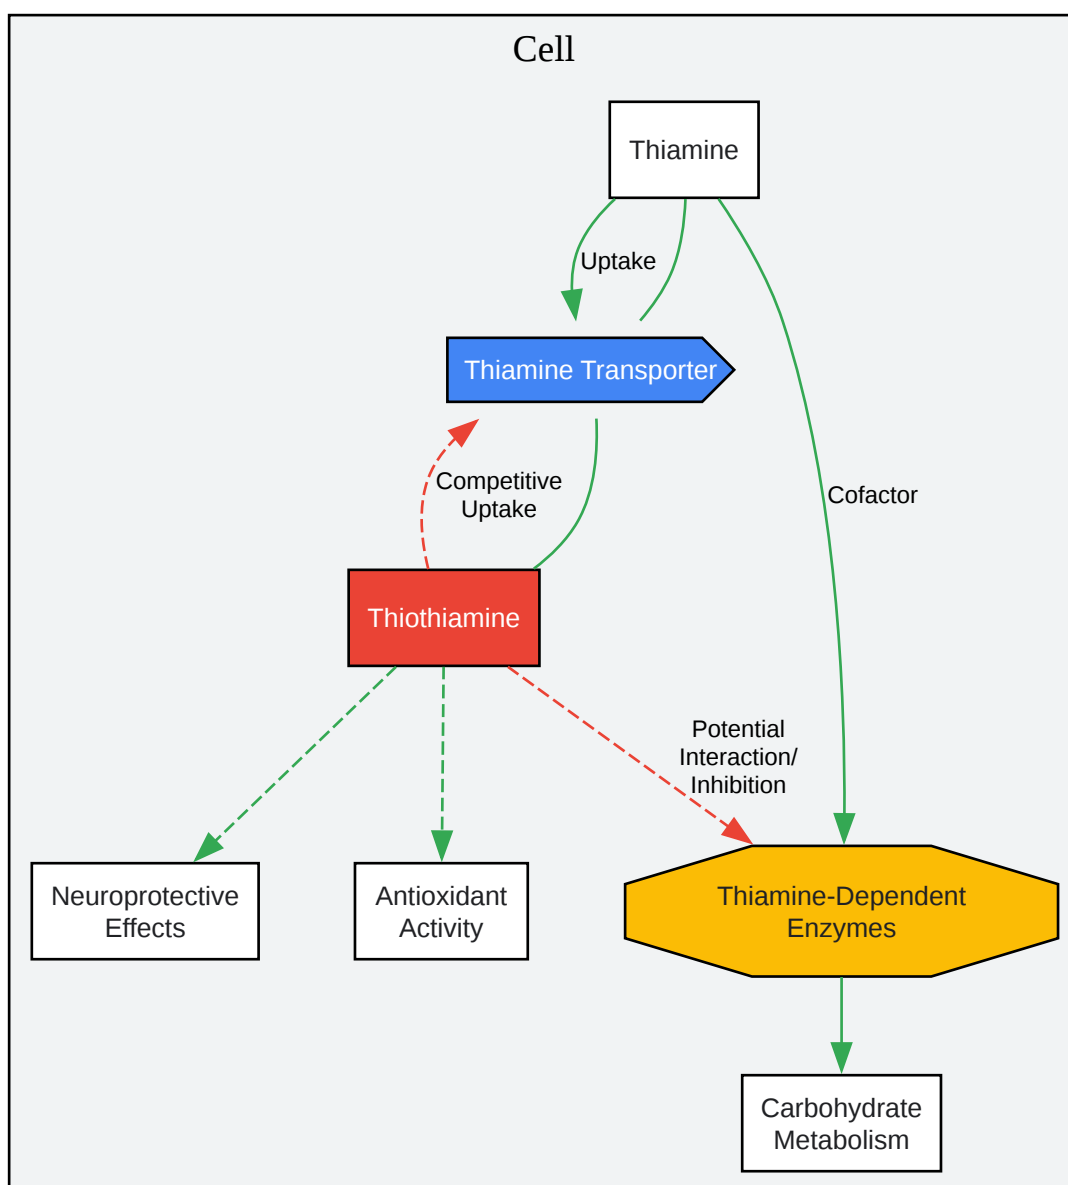 Cell
Thiamine
Uptake
Thiamine Transporter
Competitive
Uptake
Cofactor
Thiothiamine
Potential
Interaction/
Inhibition
Neuroprotective
Effects
Antioxidant
Activity
Thiamine-Dependent
Enzymes
Carbohydrate
Metabolism